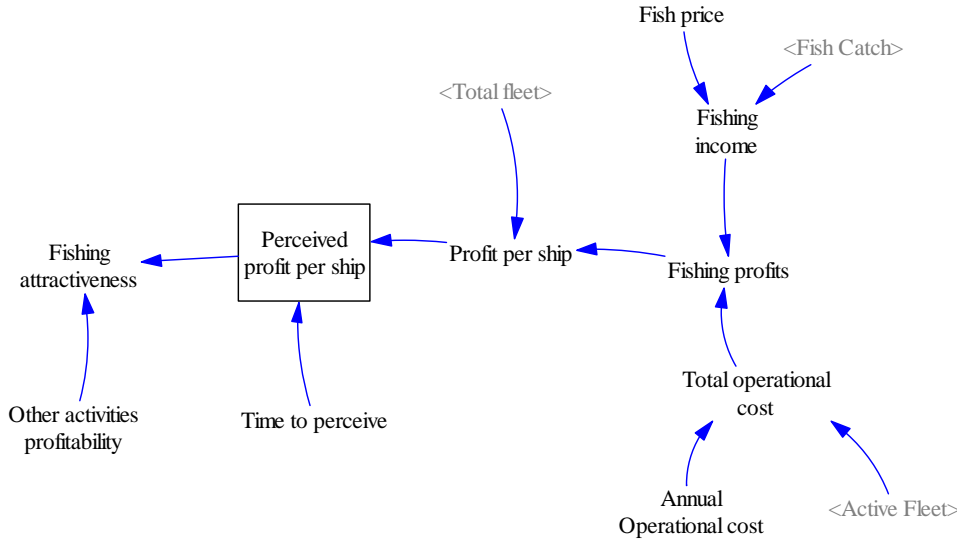 Fish price
<Fish Catch>
<Total fleet>
Fishing
income
Perceived
profit per ship
Profit per ship
Fishing
attractiveness
Fishing profits
Total operational
cost
Other activities
profitability
Time to perceive
Annual
Operational cost
<Active Fleet>